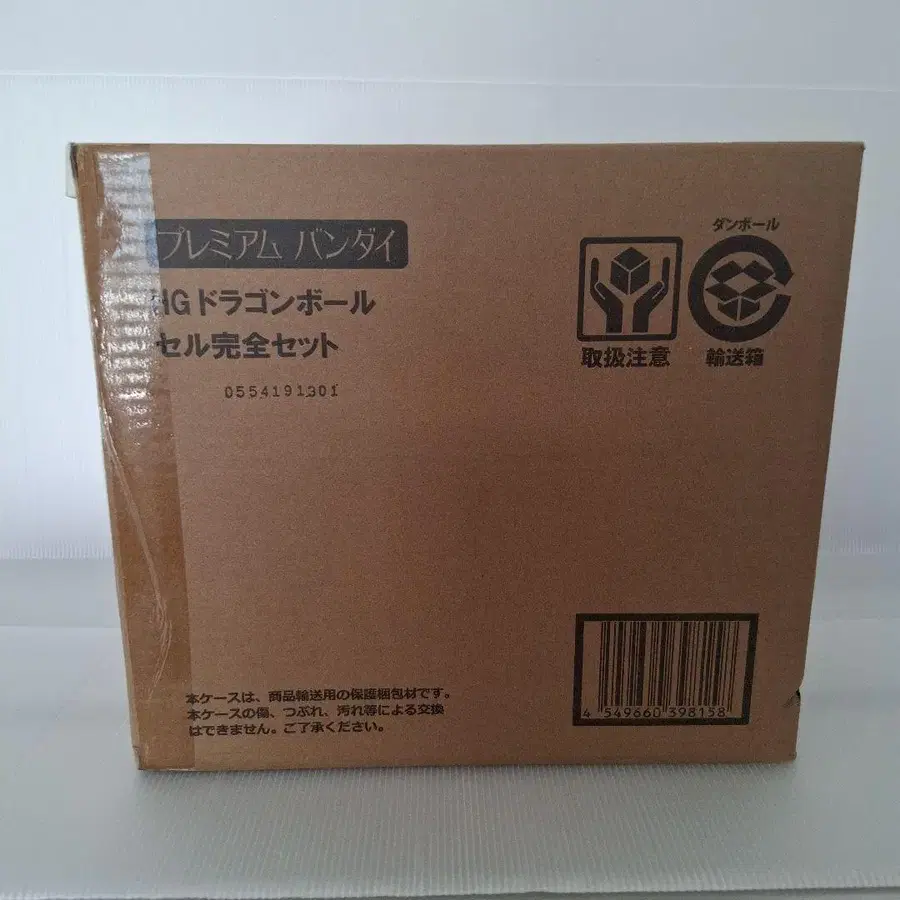 プレミアム バンダイ
HGドラゴンボール
セル完全セット
0554191301
ダンボール
取扱注意
輸送箱
本ケースは、商品輸送用の保護梱包材です。
本ケースの傷、つぶれ、汚れ等による交換
はできません。ご了承ください。
4 549660 398158